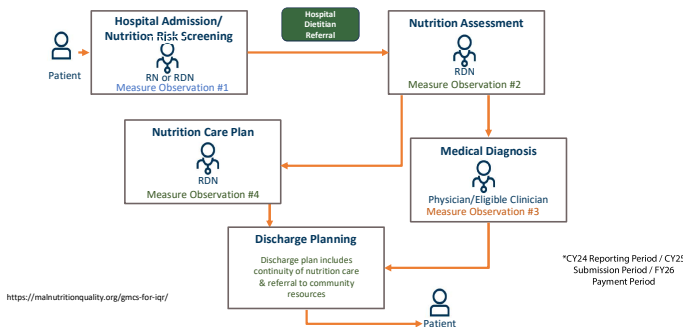 Hospital Admission/
Nutrition Risk Screening
RN or RDN
Measure Observation #1
Hospital
Dietitian
Referral
Nutrition Assessment
RDN
Measure Observation #2
Patient
Nutrition Care Plan
RDN
Measure Observation #4
Medical Diagnosis
Physician/Eligible Clinician
Measure Observation #3
Discharge Planning
Discharge plan includes
continuity of nutrition care
& referral to community
resources
*CY24 Reporting Period / CY25
Submission Period / FY26
Payment Period
https://malnutritionquality.org/gmcs-for-iqr/
Patient